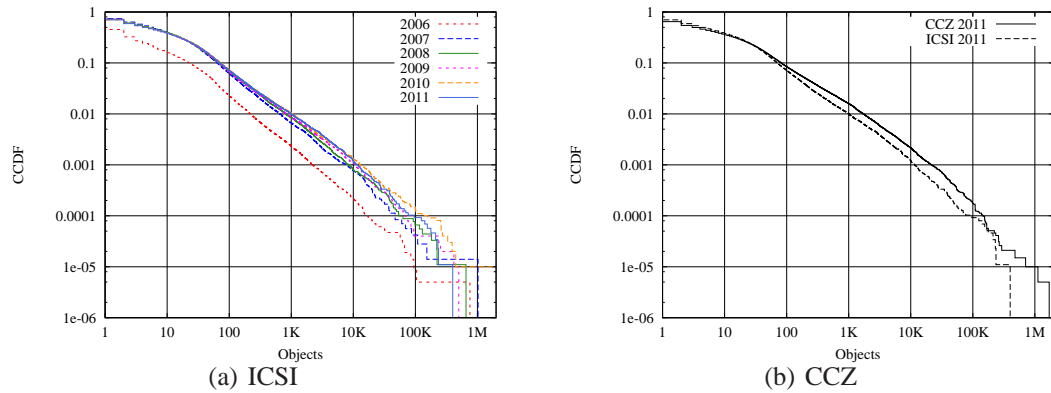 1
0.1
0.01
0.001
0.0001
1e-05
1e-06
CCDF
1 10 100 1K 10K 100K 1M
Objects
2006
2007
2008
2009
2010
2011
(a) ICSI
1
0.1
0.01
0.001
0.0001
1e-05
1e-06
CCDF
1 10 100 1K 10K 100K 1M
Objects
CCZ 2011
ICSI 2011
(b) CCZ